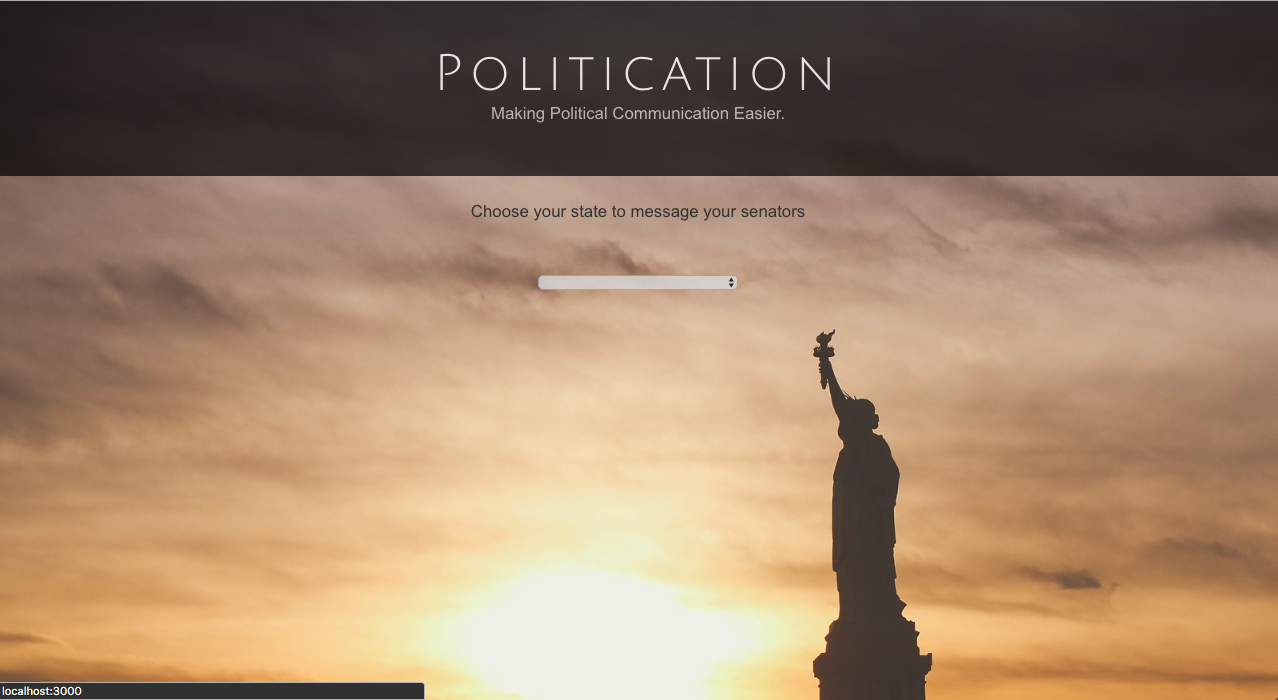 Politication
Making Political Communication Easier.
Choose your state to message your senators
localhost:3000